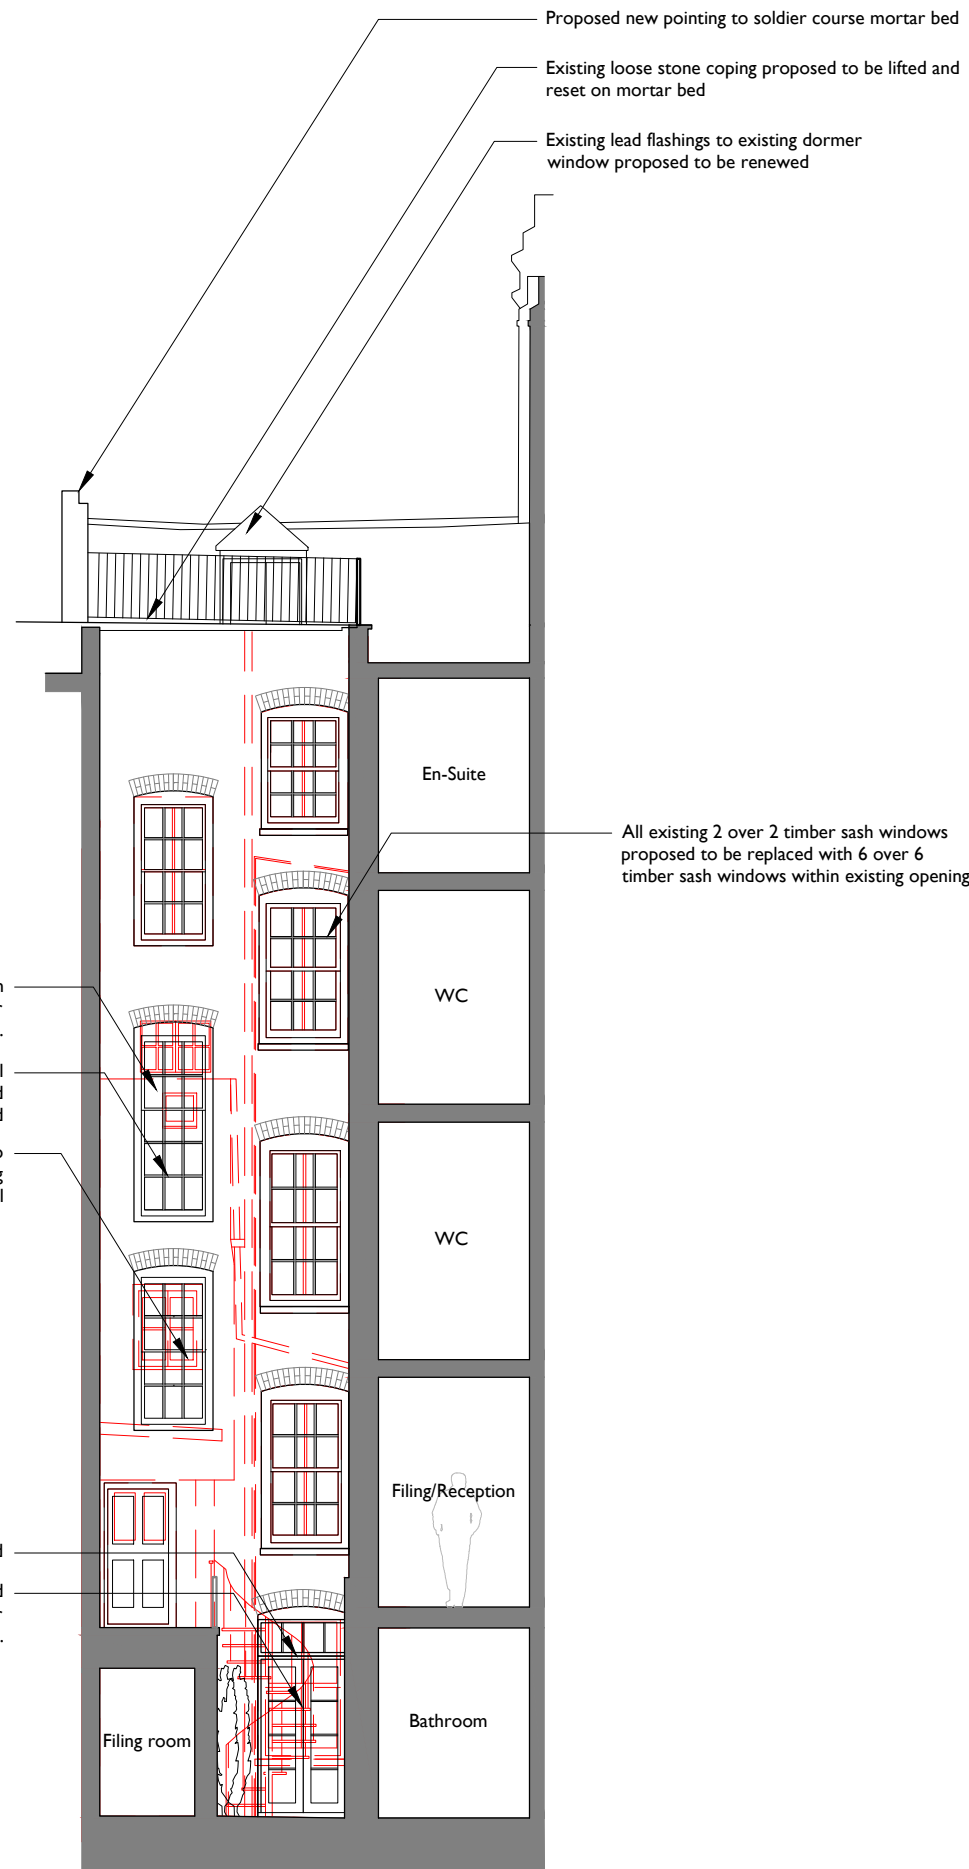 Proposed new pointing to soldier course mortar bed
Existing loose stone coping proposed to be lifted and
reset on mortar bed
Existing lead flashings to existing dormer
window proposed to be renewed
En-Suite
All existing 2 over 2 timber sash windows
proposed to be replaced with 6 over 6
timber sash windows within existing opening
WC
WC
Filing/Reception
Bathroom
Filing room